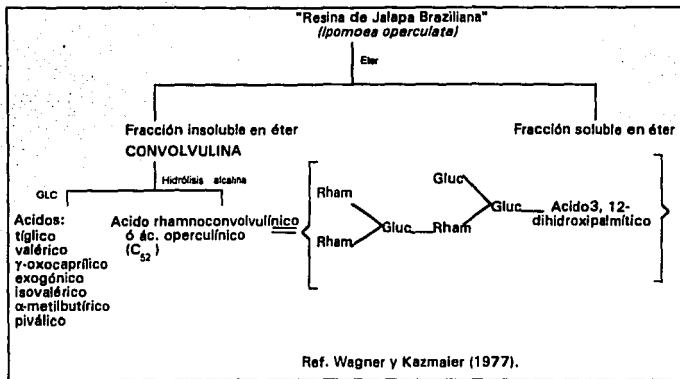 "Resina de Jalapa Braziliana"
(Ipomoea operculata)
Eter
Fracción insoluble en éter
CONVOLVULINA
Fracción soluble en éter
Hidrólisis alcalina
GLC
Acidos:
tíglico
valérico
γ-oxocaprílico
exogónico
isovalérico
α-metilbutírico
piválico
Acido rhamnoconvolvulínico
ó ác. operculínico
(C52)
Rham
Rham
Gluc
Rham
Gluc
Gluc
Acido3, 12-
dihidroxipalmítico
Ref. Wagner y Kazmaier (1977).